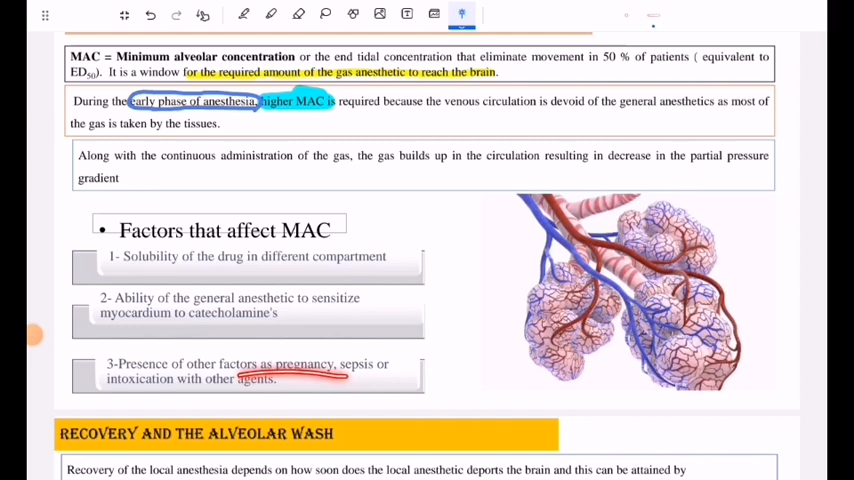 MAC = Minimum alveolar concentration or the end tidal concentration that eliminate movement in 50 % of patients ( equivalent to
ED50). It is a window for the required amount of the gas anesthetic to reach the brain.
During the early phase of anesthesia, higher MAC is required because the venous circulation is devoid of the general anesthetics as most of
the gas is taken by the tissues.
Along with the continuous administration of the gas, the gas builds up in the circulation resulting in decrease in the partial pressure
gradient
• Factors that affect MAC
1- Solubility of the drug in different compartment
2- Ability of the general anesthetic to sensitize
myocardium to catecholamine's
3-Presence of other factors as pregnancy, sepsis or
intoxication with other agents.
RECOVERY AND THE ALVEOLAR WASH
Recovery of the local anesthesia depends on how soon does the local anesthetic deports the brain and this can be attained by